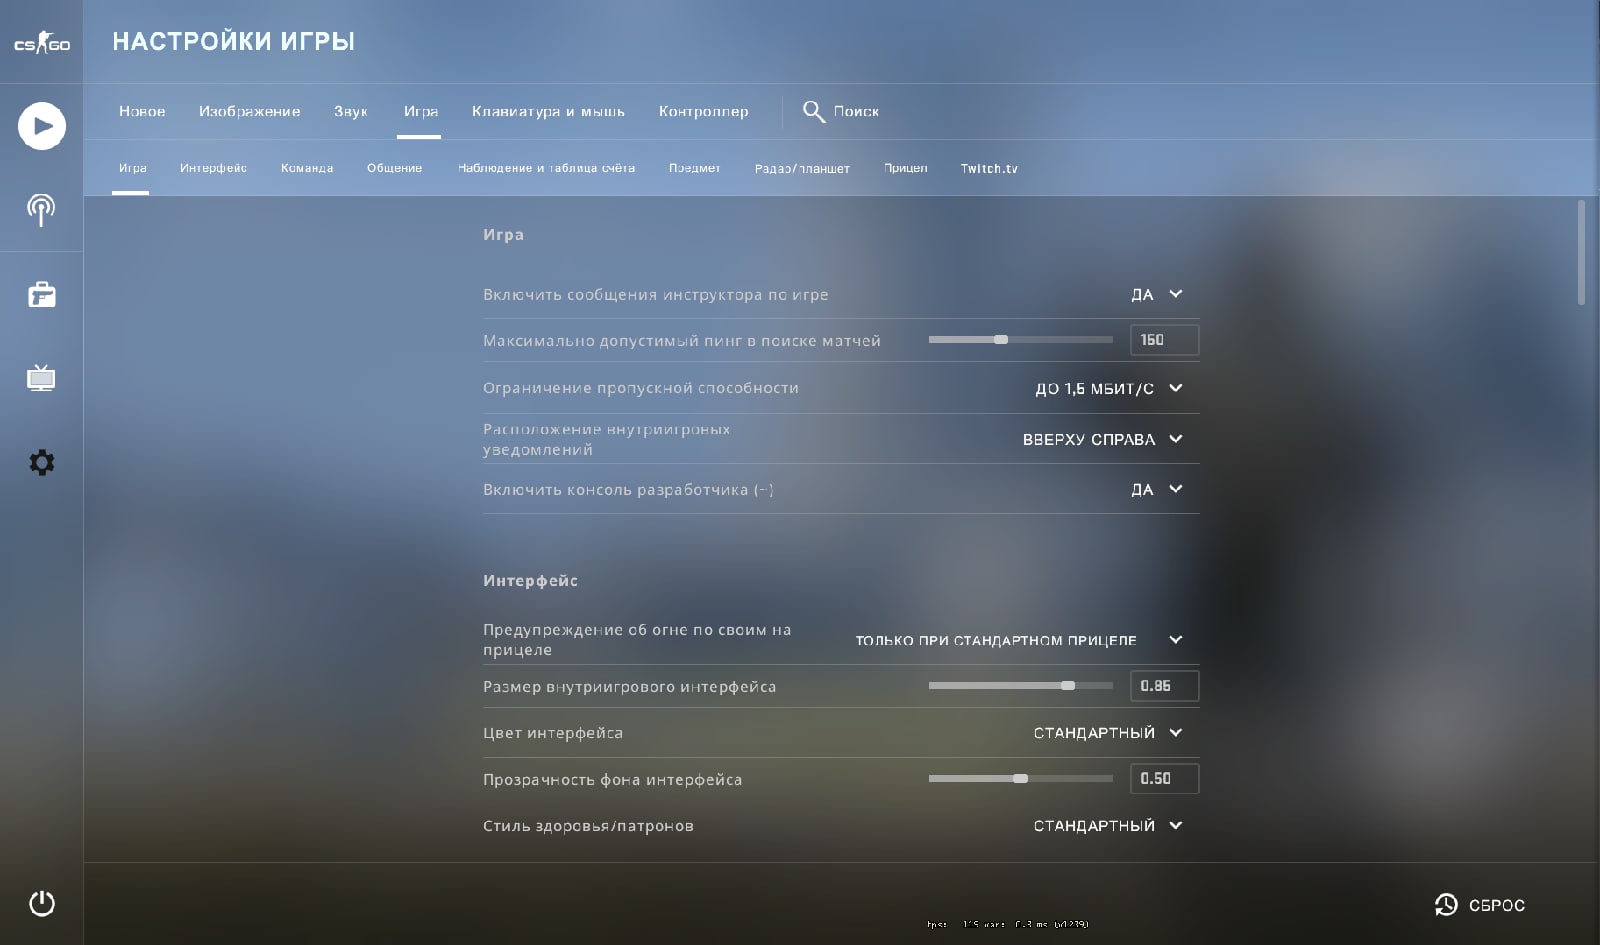 CS GO
НАСТРОЙКИ ИГРЫ
Новое Изображение Звук Игра Клавиатура и мышь Контроллер Поиск
Игра Интерфейс Команда Общение Наблюдение и таблица счёта Предмет Радар/планшет Прицел Twitch.tv
Игра
Включить сообщения инструктора по игре ДА
Максимально допустимый пинг в поиске матчей 150
Ограничение пропускной способности ДО 1,5 МБИТ/С
Расположение внутриигровых
уведомлений ВВЕРХУ СПРАВА
Включить консоль разработчика (~) ДА
Интерфейс
Предупреждение об огне по своим на
прицеле ТОЛЬКО ПРИ СТАНДАРТНОМ ПРИЦЕЛЕ
Размер внутриигрового интерфейса 0.85
Цвет интерфейса СТАНДАРТНЫЙ
Прозрачность фона интерфейса 0.50
Стиль здоровья/патронов СТАНДАРТНЫЙ
СБРОС
fps: 119 var: ms